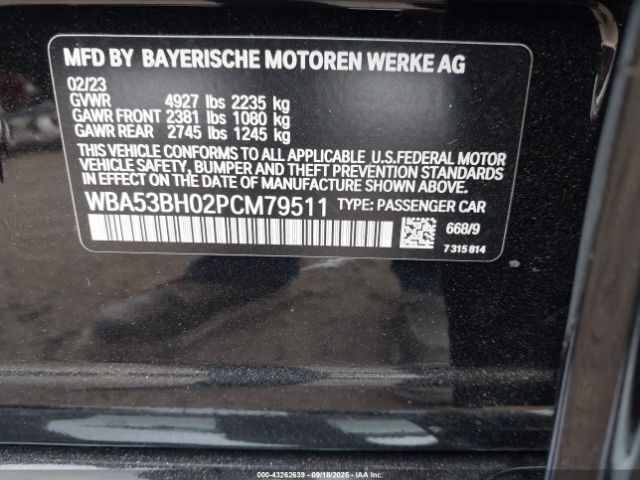 MFD BY BAYERISCHE MOTOREN WERKE AG
02/23
GVWR 4927 lbs 2235 kg
GAWR FRONT 2381 lbs 1080 kg
GAWR REAR 2745 lbs 1245 kg
THIS VEHICLE CONFORMS TO ALL APPLICABLE U.S.FEDERAL MOTOR
VEHICLE SAFETY, BUMPER AND THEFT PREVENTION STANDARDS
IN EFFECT ON THE DATE OF MANUFACTURE SHOWN ABOVE.
WBA53BH02PCM79511 TYPE: PASSENGER CAR
668/9
7 315 814
© IAA - 43262639 - 09/18/2025 - IAAI.com